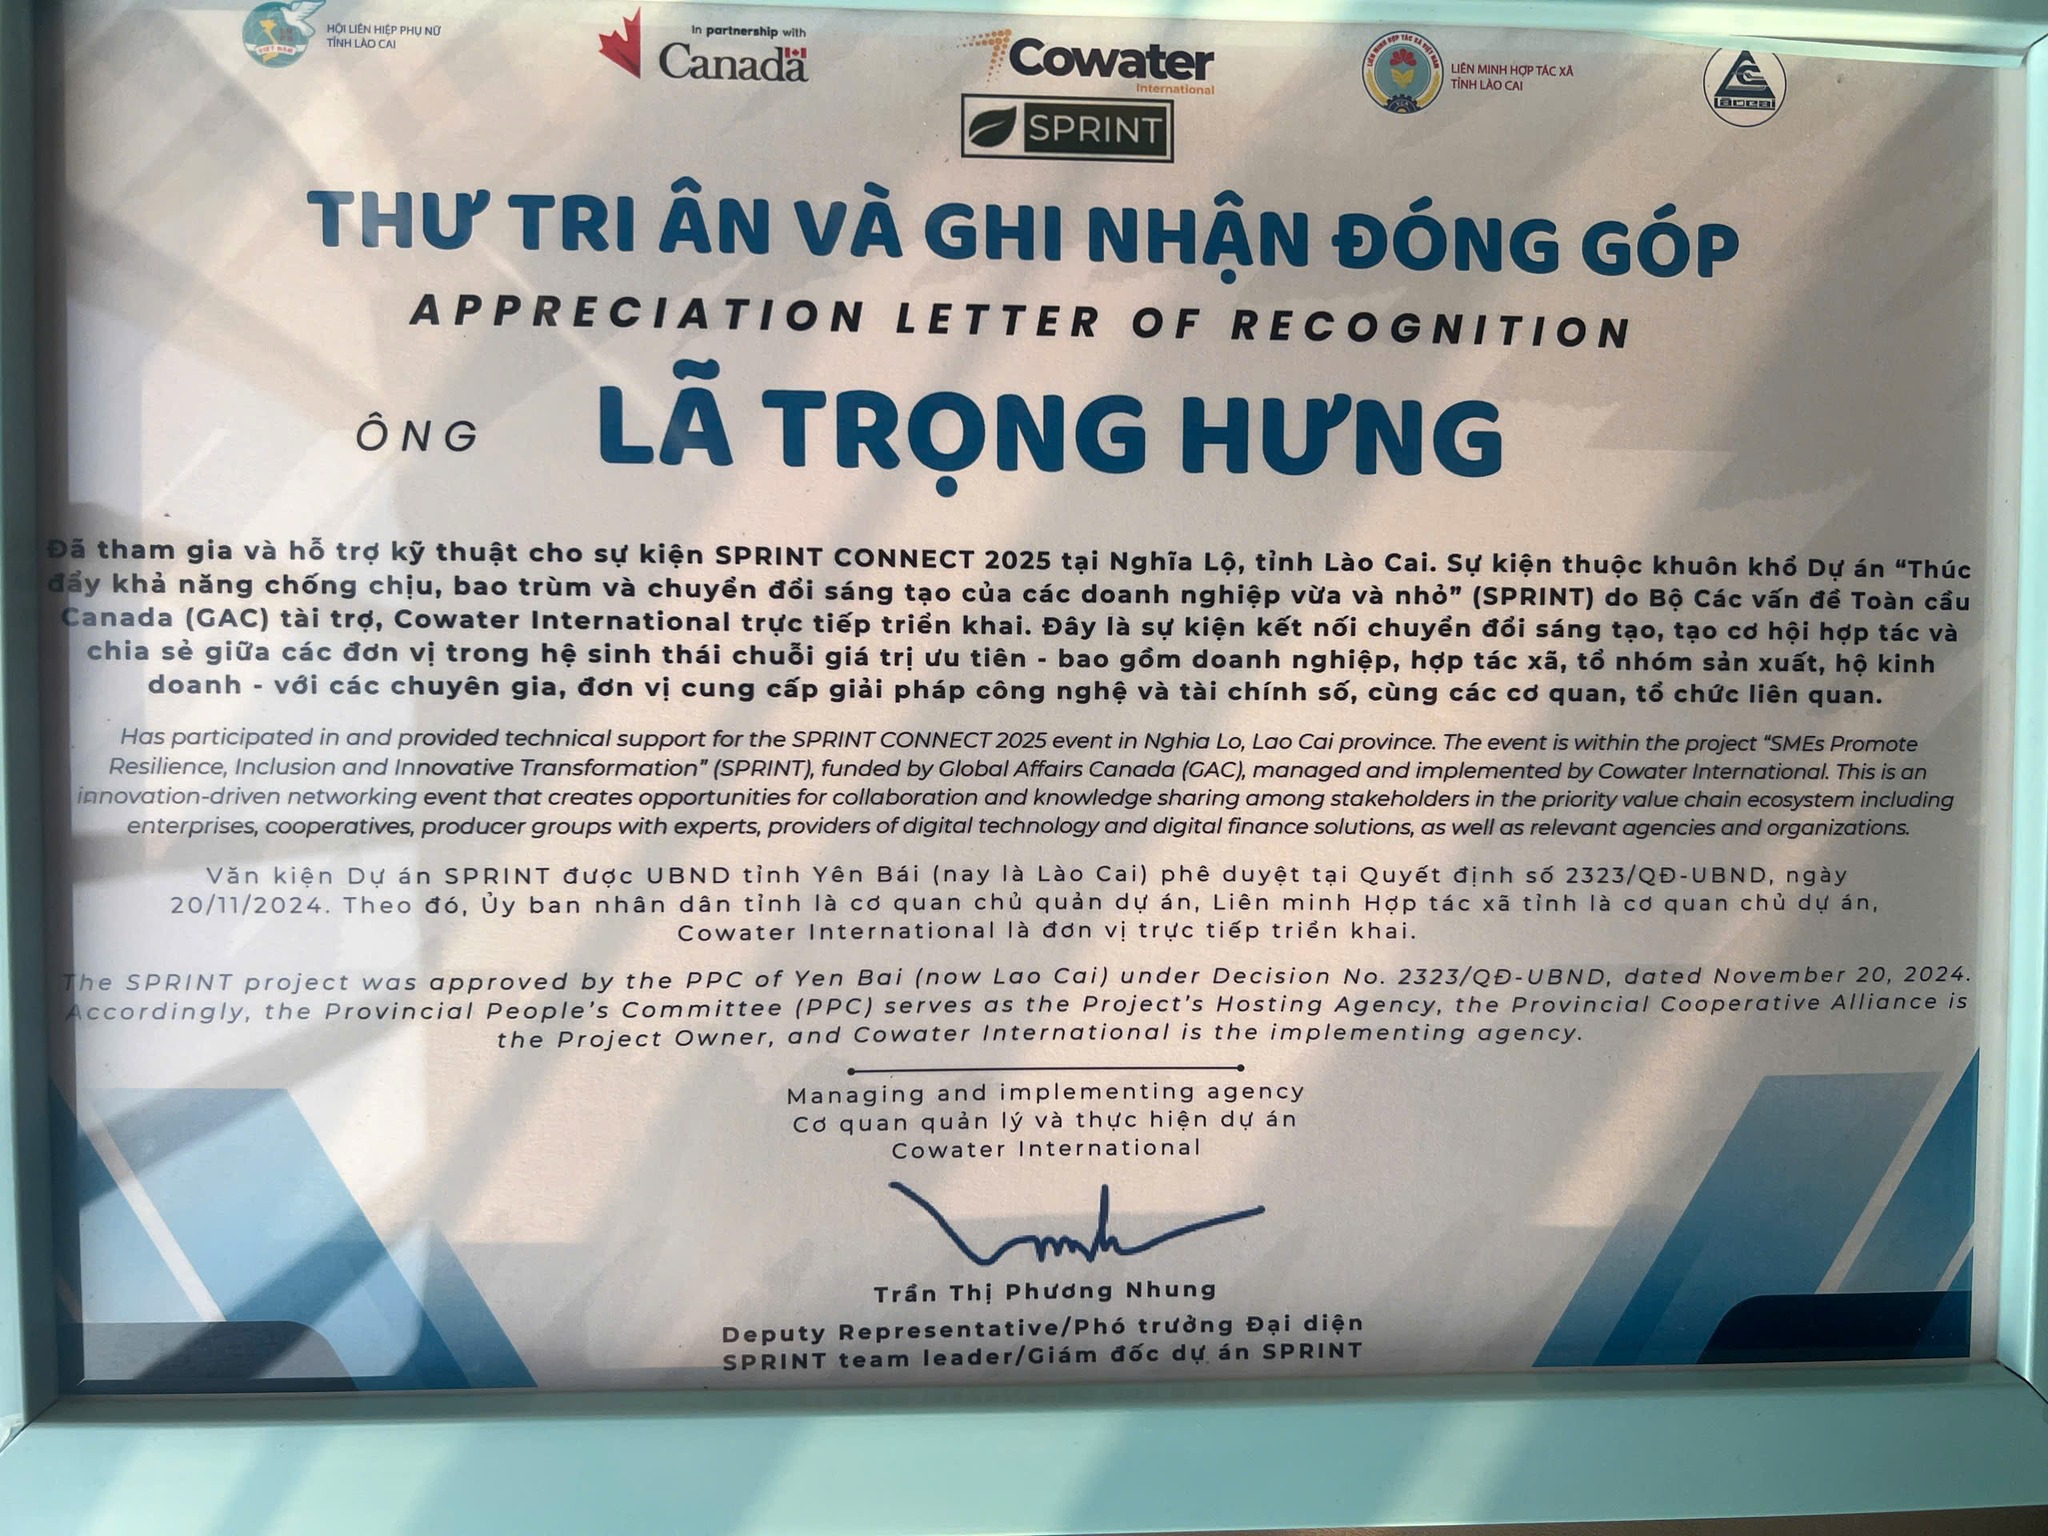 HỘI LIÊN HIỆP PHỤ NỮ
TỈNH LÀO CAI
VIỆT NAM
In partnership with
Canada
Cowater
International
SPRINT
LIÊN MINH HỢP TÁC XÃ VIỆT NAM
LIÊN MINH HỢP TÁC XÃ
TỈNH LÀO CAI
THƯ TRI ÂN VÀ GHI NHẬN ĐÓNG GÓP
APPRECIATION LETTER OF RECOGNITION
ÔNG LÃ TRỌNG HƯNG
Đã tham gia và hỗ trợ kỹ thuật cho sự kiện SPRINT CONNECT 2025 tại Nghĩa Lộ, tỉnh Lào Cai. Sự kiện thuộc khuôn khổ Dự án “Thúc
đẩy khả năng chống chịu, bao trùm và chuyển đổi sáng tạo của các doanh nghiệp vừa và nhỏ” (SPRINT) do Bộ Các vấn đề Toàn cầu
Canada (GAC) tài trợ, Cowater International trực tiếp triển khai. Đây là sự kiện kết nối chuyển đổi sáng tạo, tạo cơ hội hợp tác và
chia sẻ giữa các đơn vị trong hệ sinh thái chuỗi giá trị ưu tiên - bao gồm doanh nghiệp, hợp tác xã, tổ nhóm sản xuất, hộ kinh
doanh - với các chuyên gia, đơn vị cung cấp giải pháp công nghệ và tài chính số, cùng các cơ quan, tổ chức liên quan.
Has participated in and provided technical support for the SPRINT CONNECT 2025 event in Nghia Lo, Lao Cai province. The event is within the project “SMEs Promote
Resilience, Inclusion and Innovative Transformation” (SPRINT), funded by Global Affairs Canada (GAC), managed and implemented by Cowater International. This is an
innovation-driven networking event that creates opportunities for collaboration and knowledge sharing among stakeholders in the priority value chain ecosystem including
enterprises, cooperatives, producer groups with experts, providers of digital technology and digital finance solutions, as well as relevant agencies and organizations.
Văn kiện Dự án SPRINT được UBND tỉnh Yên Bái (nay là Lào Cai) phê duyệt tại Quyết định số 2323/QĐ-UBND, ngày
20/11/2024. Theo đó, Ủy ban nhân dân tỉnh là cơ quan chủ quản dự án, Liên minh Hợp tác xã tỉnh là cơ quan chủ dự án,
Cowater International là đơn vị trực tiếp triển khai.
The SPRINT project was approved by the PPC of Yen Bai (now Lao Cai) under Decision No. 2323/QĐ-UBND, dated November 20, 2024.
Accordingly, the Provincial People’s Committee (PPC) serves as the Project’s Hosting Agency, the Provincial Cooperative Alliance is
the Project Owner, and Cowater International is the implementing agency.
Managing and implementing agency
Cơ quan quản lý và thực hiện dự án
Cowater International
Trần Thị Phương Nhung
Deputy Representative/Phó trưởng Đại diện
SPRINT team leader/Giám đốc dự án SPRINT